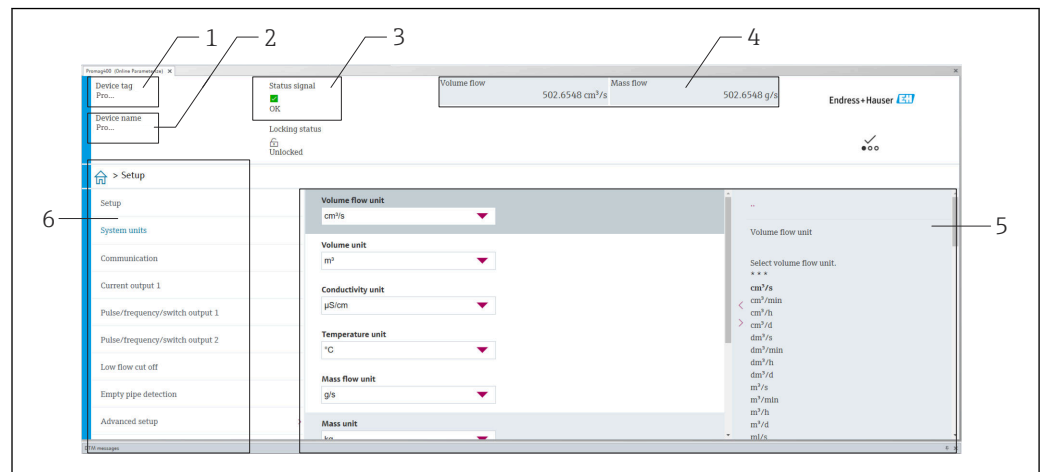 1
2
3
4
Promag400 (Online Parameterize) x
Device tag
Pro...
Status signal
OK
Volume flow
502.6548 cm³/s
Mass flow
502.6548 g/s
Endress+Hauser EH
Device name
Pro...
Locking status
Unlocked
> Setup
6
5
Setup
System units
Communication
Current output 1
Pulse/frequency/switch output 1
Pulse/frequency/switch output 2
Low flow cut off
Empty pipe detection
Advanced setup >
Volume flow unit
cm³/s
Volume unit
m³
Conductivity unit
µS/cm
Temperature unit
°C
Mass flow unit
g/s
Mass unit
kg
..
Volume flow unit
Select volume flow unit.
* * *
cm³/s
cm³/min
cm³/h
cm³/d
dm³/s
dm³/min
dm³/h
dm³/d
m³/s
m³/min
m³/h
m³/d
ml/s
DTM messages